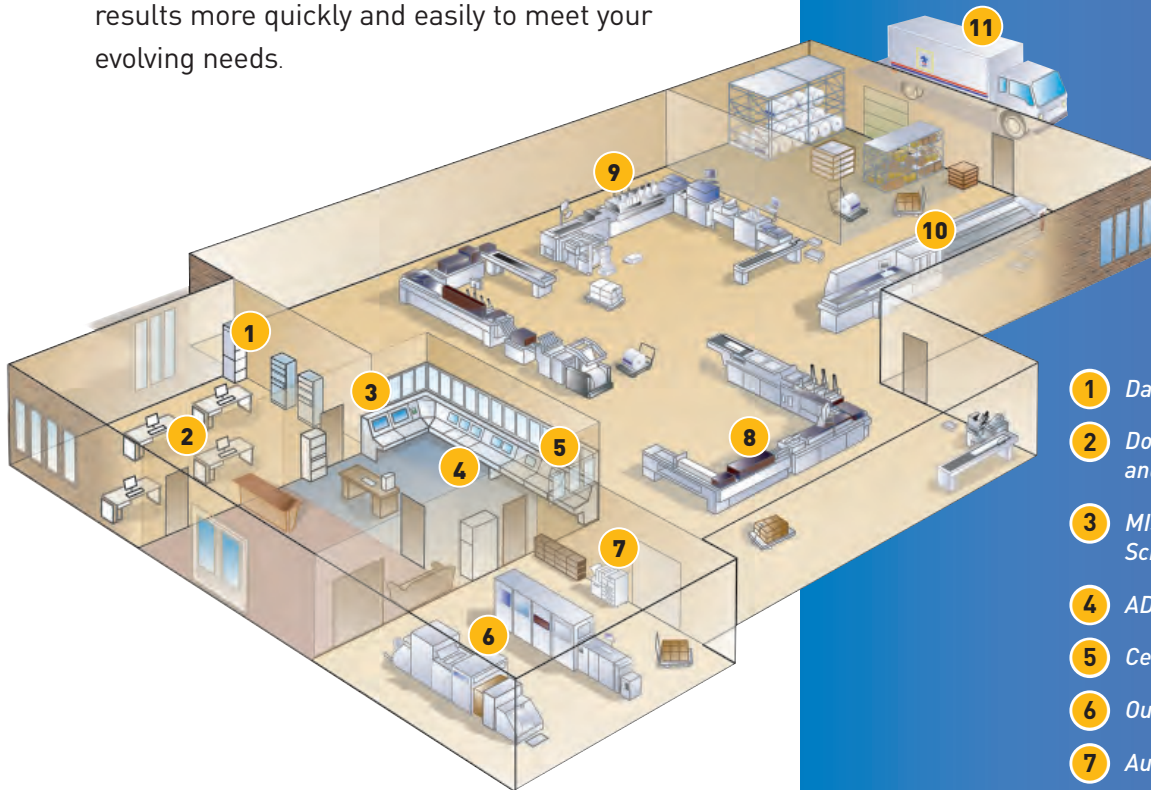 results more quickly and easily to meet your
evolving needs.
11
9
10
1
3
2
5
4
8
7
6
1 Da
2 Do
an
3 MI
Sc
4 AD
5 Ce
6 Ou
7 Au